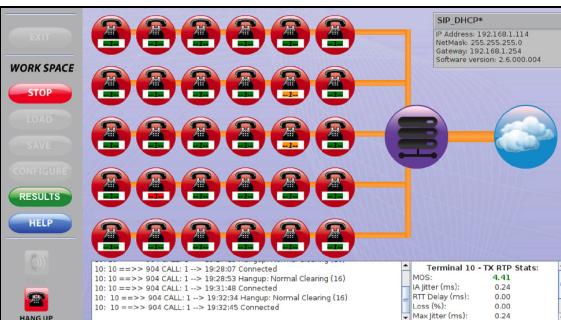 EXIT
WORK SPACE
STOP
LOAD
SAVE
CONFIGURE
RESULTS
HELP
HANG UP
SIP_DHCP*
IP Address: 192.168.1.114
NetMask: 255.255.255.0
Gateway: 192.168.1.254
Software version: 2.6.000.004
10: 10 ==>> 904 CALL: 1 --> 19:28:07 Connected
10: 10 ==>> 904 CALL: 1 --> 19:28:53 Hangup: Normal Clearing (16)
10: 10 ==>> 904 CALL: 1 --> 19:31:48 Connected
10: 10 ==>> 904 CALL: 1 --> 19:32:34 Hangup: Normal Clearing (16)
10: 10 ==>> 904 CALL: 1 --> 19:32:45 Connected
Terminal 10 - TX RTP Stats:
MOS: 4.41
IA Jitter (ms): 0.24
RTT Delay (ms): 0.00
Loss (%): 0.00
Max Jitter (ms): 0.24